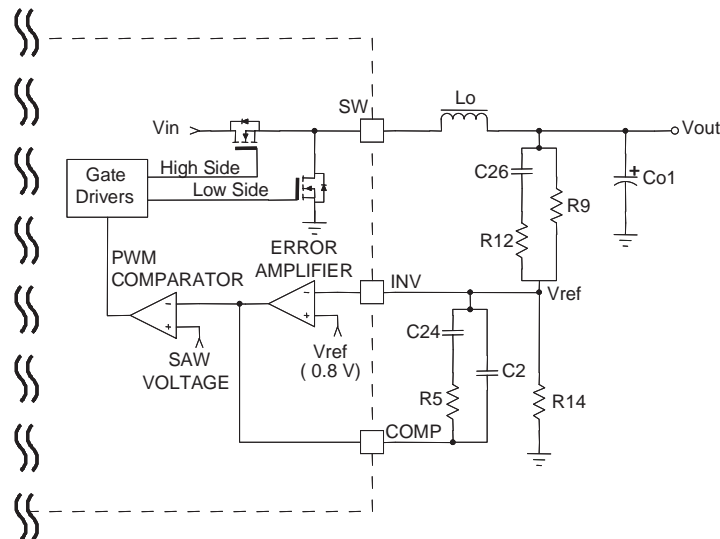 SW
Lo
Vin
Vout
Gate
Drivers
High Side
Low Side
C26
R9
+
Co1
R12
PWM
COMPARATOR
ERROR
AMPLIFIER
INV
Vref
-
+
-
+
C24
C2
SAW
VOLTAGE
Vref
( 0.8 V)
R5
R14
COMP